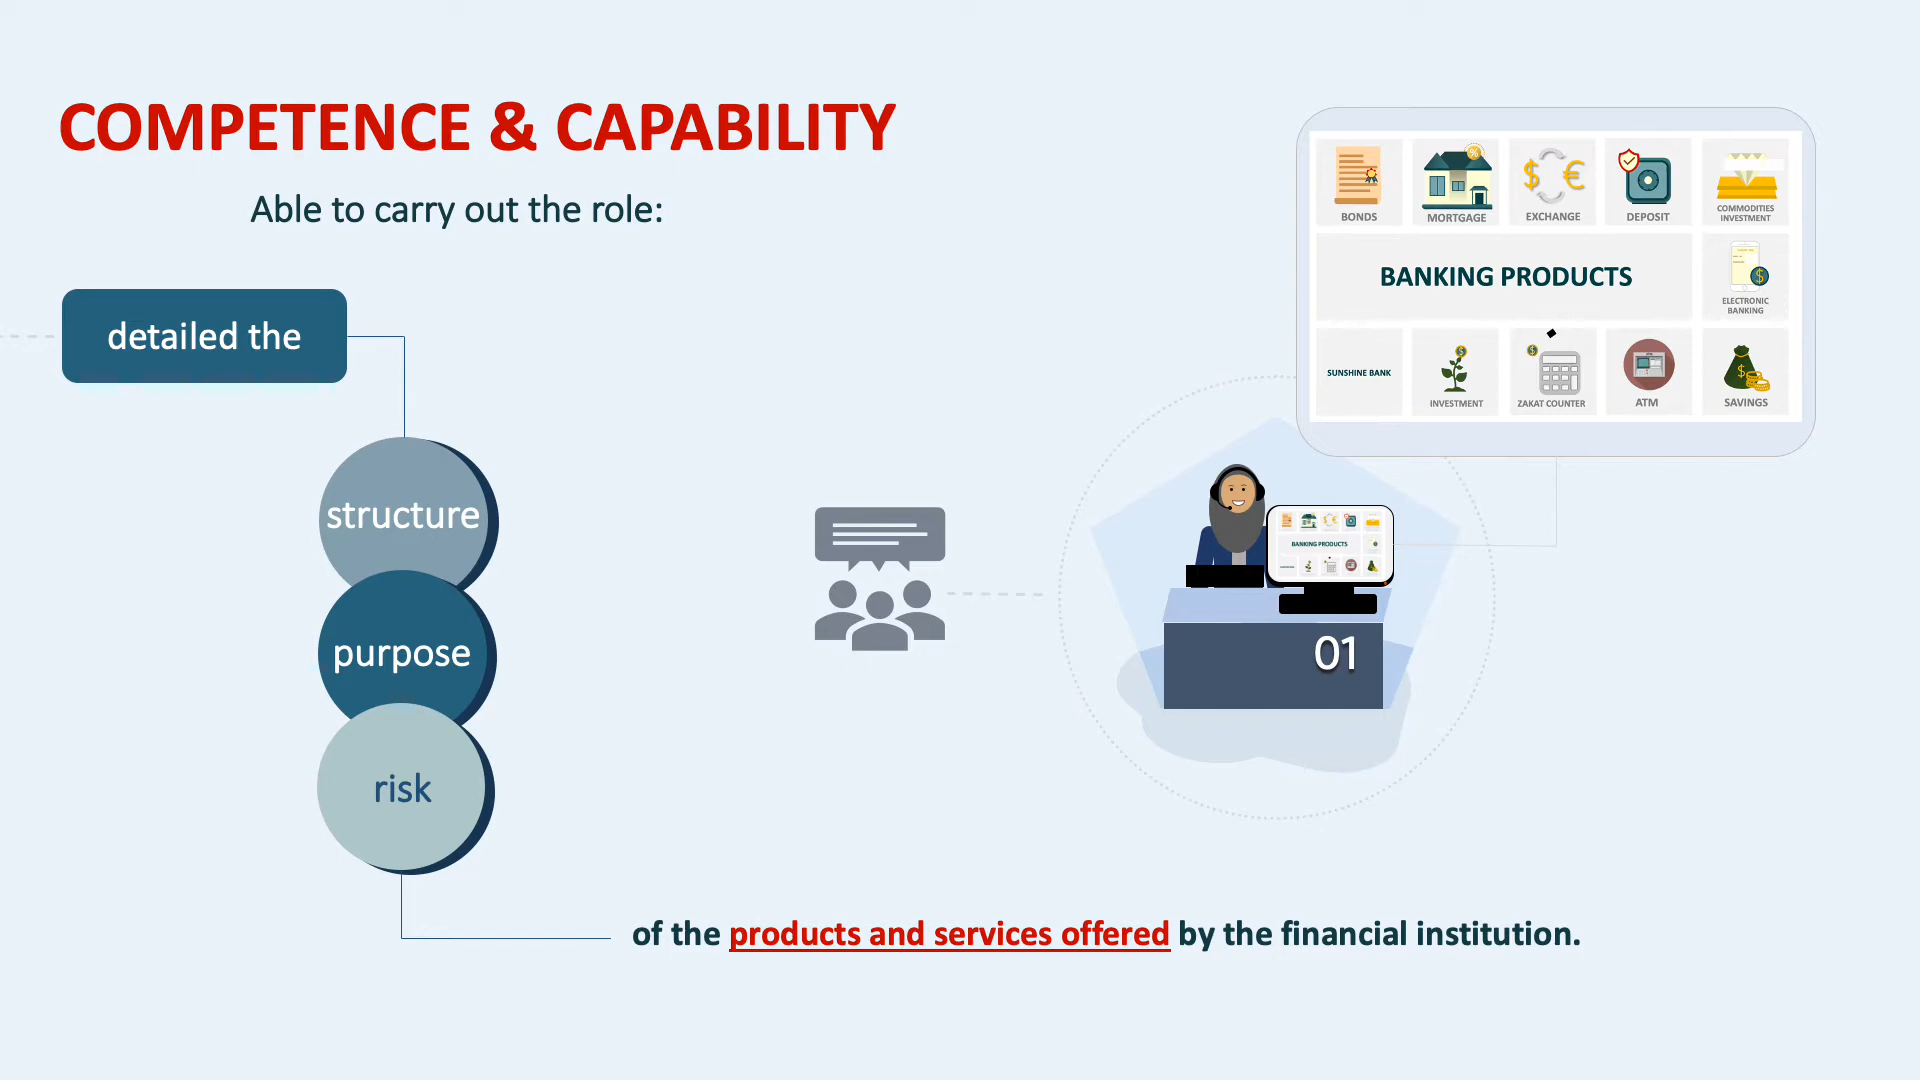 COMPETENCE & CAPABILITY
Able to carry out the role:
detailed the
structure
purpose
risk
of the products and services offered by the financial institution.
BONDS
MORTGAGE
EXCHANGE
DEPOSIT
COMMODITIES
INVESTMENT
BANKING PRODUCTS
ELECTRONIC
BANKING
SUNSHINE BANK
INVESTMENT
ZAKAT COUNTER
ATM
SAVINGS
BANKING PRODUCTS
01